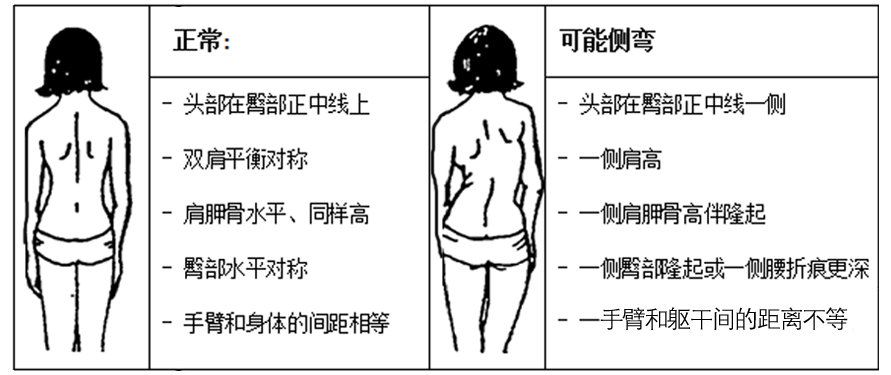 正常:
- 头部在臀部正中线上
- 双肩平衡对称
- 肩胛骨水平、同样高
- 臀部水平对称
- 手臂和身体的间距相等
可能侧弯
- 头部在臀部正中线一侧
- 一侧肩高
- 一侧肩胛骨高伴隆起
- 一侧臀部隆起或一侧腰折痕更深
- 一手臂和躯干间的距离不等